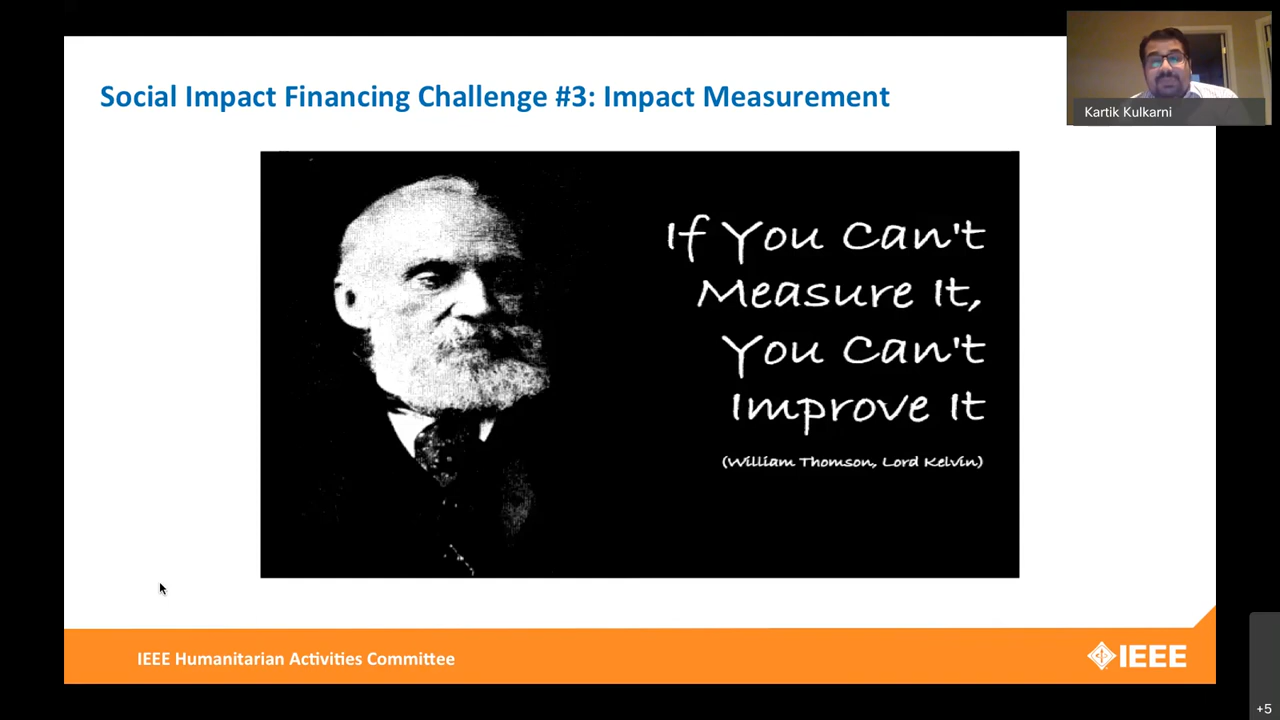 Social Impact Financing Challenge #3: Impact Measurement
Kartik Kulkarni
If You Can't
Measure It,
You Can't
Improve It
(William Thomson, Lord Kelvin)
IEEE Humanitarian Activities Committee
IEEE
+5